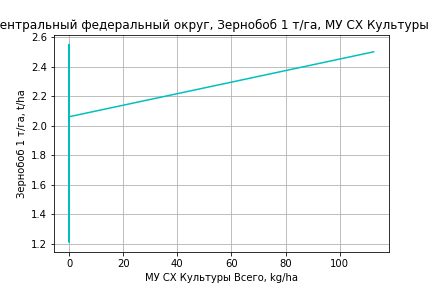 ентральный федеральный округ, Зернобоб 1 т/га, МУ СХ Культуры
2.6
2.4
2.2
2.0
1.8
1.6
1.4
1.2
Зернобоб 1 т/га, t/ha
0 20 40 60 80 100
МУ СХ Культуры Всего, kg/ha